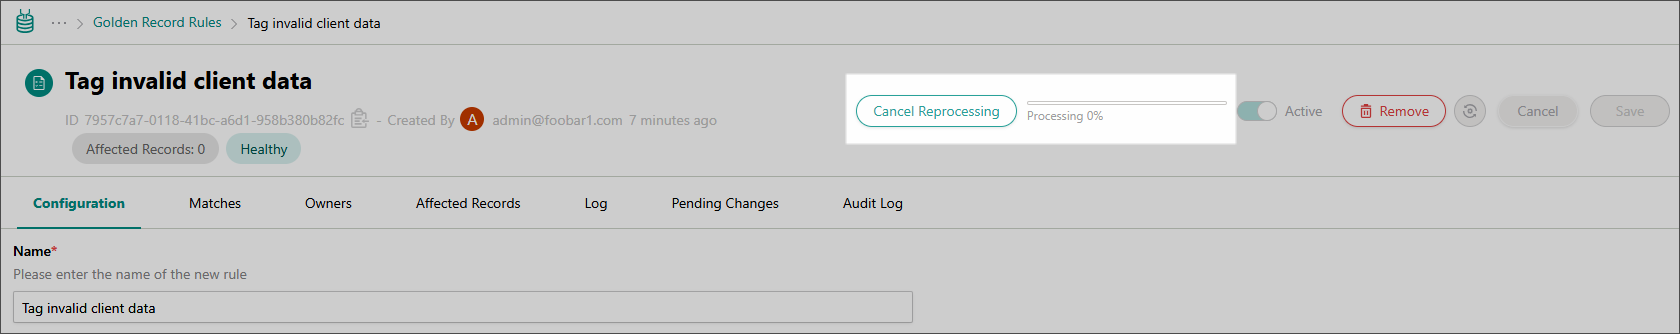 ··· > Golden Record Rules > Tag invalid client data
Tag invalid client data
ID 7957c7a7-0118-41bc-a6d1-958b380b82fc - Created By A admin@foobar1.com 7 minutes ago
Affected Records: 0 Healthy
Cancel Reprocessing
Processing 0%
Active
Remove
Cancel
Save
Configuration Matches Owners Affected Records Log Pending Changes Audit Log
Name*
Please enter the name of the new rule
Tag invalid client data